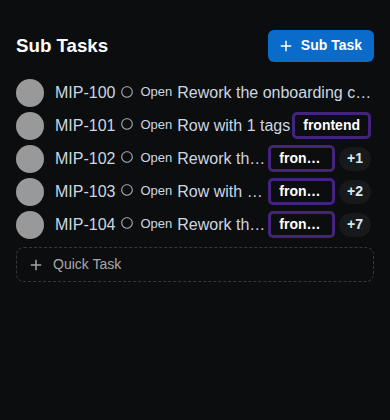 Sub Tasks
+ Sub Task
MIP-100 Open Rework the onboarding c…
MIP-101 Open Row with 1 tags frontend
MIP-102 Open Rework th… fron… +1
MIP-103 Open Row with … fron… +2
MIP-104 Open Rework th… fron… +7
+ Quick Task